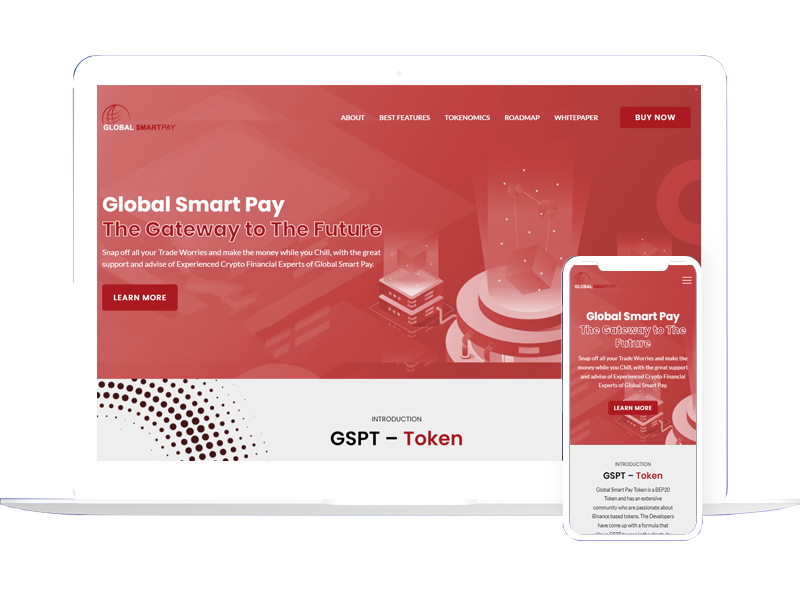 GLOBAL SMARTPAY
ABOUT BEST FEATURES TOKENOMICS ROADMAP WHITEPAPER BUY NOW
Global Smart Pay
The Gateway to The Future
Snap off all your Trade Worries and make the money while you Chill, with the great
support and advise of Experienced Crypto Financial Experts of Global Smart Pay.
LEARN MORE
INTRODUCTION
GSPT – Token
GLOBAL SMARTPAY
Global Smart Pay
The Gateway to The
Future
Snap off all your Trade Worries and make the
money while you Chill, with the great support
and advise of Experienced Crypto Financial
Experts of Global Smart Pay.
LEARN MORE
INTRODUCTION
GSPT – Token
Global Smart Pay Token is a BEP20
Token and has an extensive
community who are passionate about
Binance based tokens. The Developers
have come up with a formula that